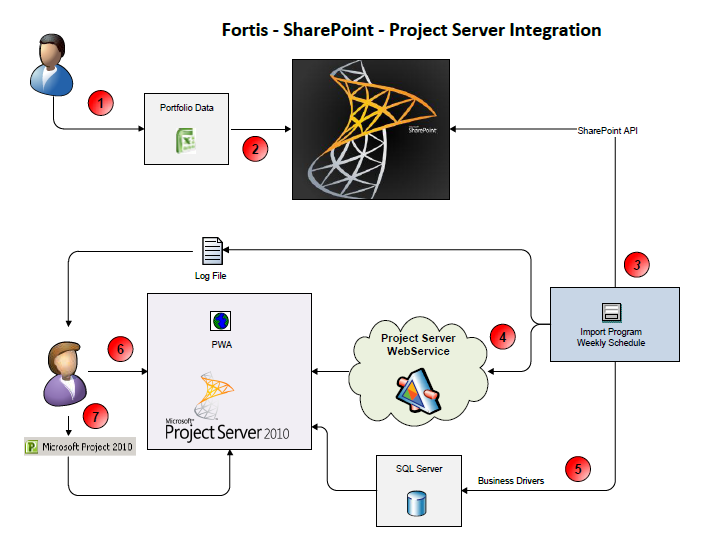 Fortis - SharePoint - Project Server Integration
1
Portfolio Data
2
Microsoft
SharePoint
SharePoint API
3
Log File
Import Program
Weekly Schedule
PWA
Project Server
WebService
4
6
7
Microsoft
Project Server 2010
Microsoft Project 2010
SQL Server
Business Drivers
5